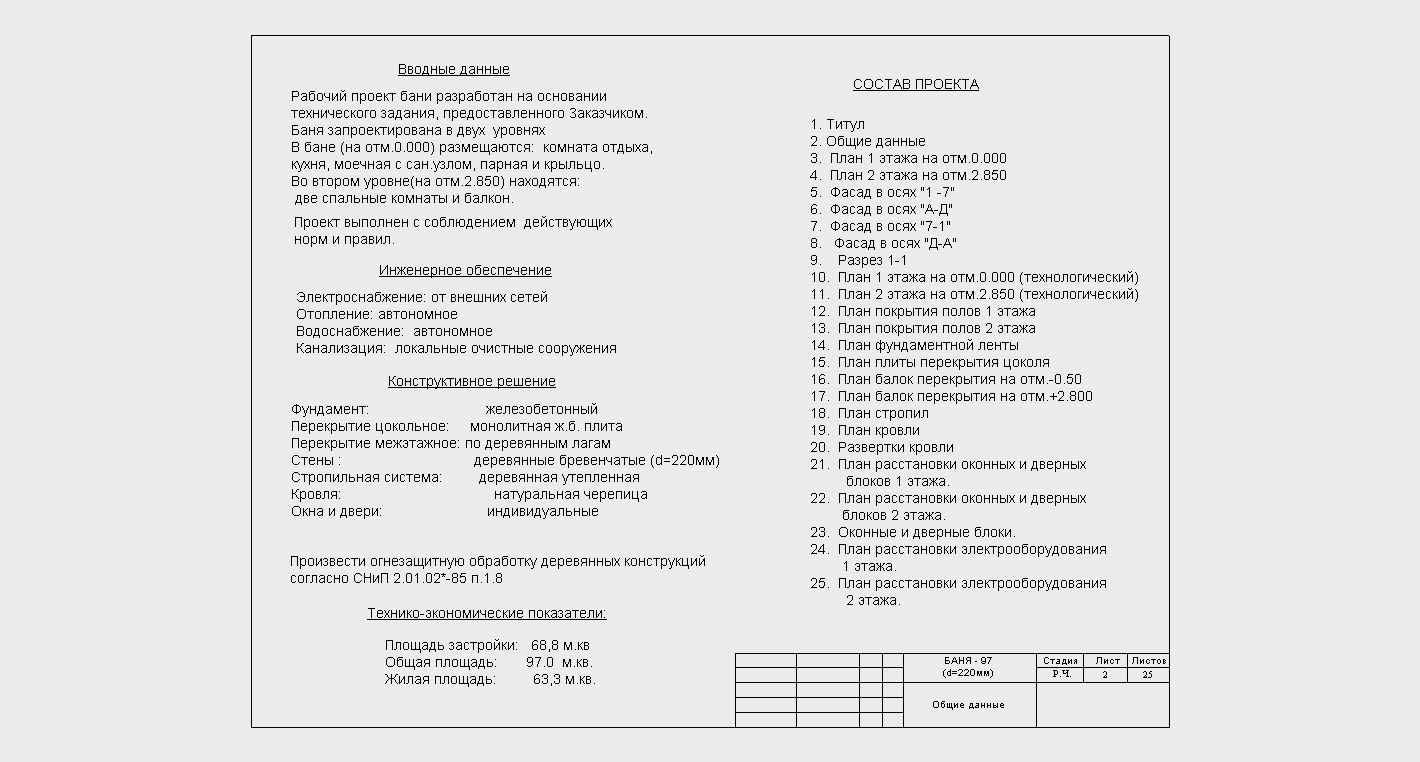 Вводные данные
Рабочий проект бани разработан на основании
технического задания, предоставленного Заказчиком.
Баня запроектирована в двух уровнях
В бане (на отм.0.000) размещаются: комната отдыха,
кухня, моечная с сан.узлом, парная и крыльцо.
Во втором уровне(на отм.2.850) находятся:
две спальные комнаты и балкон.
Проект выполнен с соблюдением действующих
норм и правил.
Инженерное обеспечение
Электроснабжение: от внешних сетей
Отопление: автономное
Водоснабжение: автономное
Канализация: локальные очистные сооружения
Конструктивное решение
Фундамент: железобетонный
Перекрытие цокольное: монолитная ж.б. плита
Перекрытие межэтажное: по деревянным лагам
Стены : деревянные бревенчатые (d=220мм)
Стропильная система: деревянная утепленная
Кровля: натуральная черепица
Окна и двери: индивидуальные
Произвести огнезащитную обработку деревянных конструкций
согласно СНиП 2.01.02*-85 п.1.8
Технико-экономические показатели:
Площадь застройки: 68,8 м.кв
Общая площадь: 97.0 м.кв.
Жилая площадь: 63,3 м.кв.
СОСТАВ ПРОЕКТА
1. Титул
2. Общие данные
3. План 1 этажа на отм.0.000
4. План 2 этажа на отм.2.850
5. Фасад в осях "1 -7"
6. Фасад в осях "А-Д"
7. Фасад в осях "7-1"
8. Фасад в осях "Д-А"
9. Разрез 1-1
10. План 1 этажа на отм.0.000 (технологический)
11. План 2 этажа на отм.2.850 (технологический)
12. План покрытия полов 1 этажа
13. План покрытия полов 2 этажа
14. План фундаментной ленты
15. План плиты перекрытия цоколя
16. План балок перекрытия на отм.-0.50
17. План балок перекрытия на отм.+2.800
18. План стропил
19. План кровли
20. Развертки кровли
21. План расстановки оконных и дверных
блоков 1 этажа.
22. План расстановки оконных и дверных
блоков 2 этажа.
23. Оконные и дверные блоки.
24. План расстановки электрооборудования
1 этажа.
25. План расстановки электрооборудования
2 этажа.
БАНЯ - 97 Стадия Лист Листов
(d=220мм) Р.Ч. 2 25
Общие данные